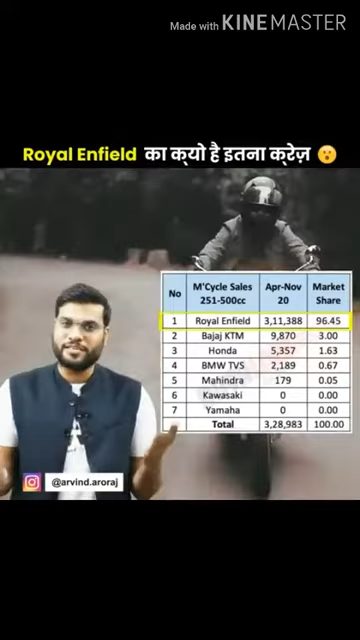 Made with KINEMASTER
Royal Enfield का क्यो है इतना क्रेज़ 😮
No M'Cycle Sales 251-500cc Apr-Nov 20 Market Share
1 Royal Enfield 3,11,388 96.45
2 Bajaj KTM 9,870 3.00
3 Honda 5,357 1.63
4 BMW TVS 2,189 0.67
5 Mahindra 179 0.05
6 Kawasaki 0 0.00
7 Yamaha 0 0.00
Total 3,28,983 100.00
@arvind.aroraj